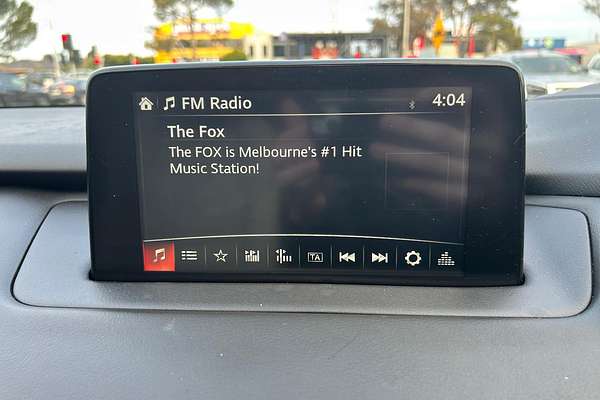 FM Radio 4:04
The Fox
The FOX is Melbourne's #1 Hit
Music Station!
TA